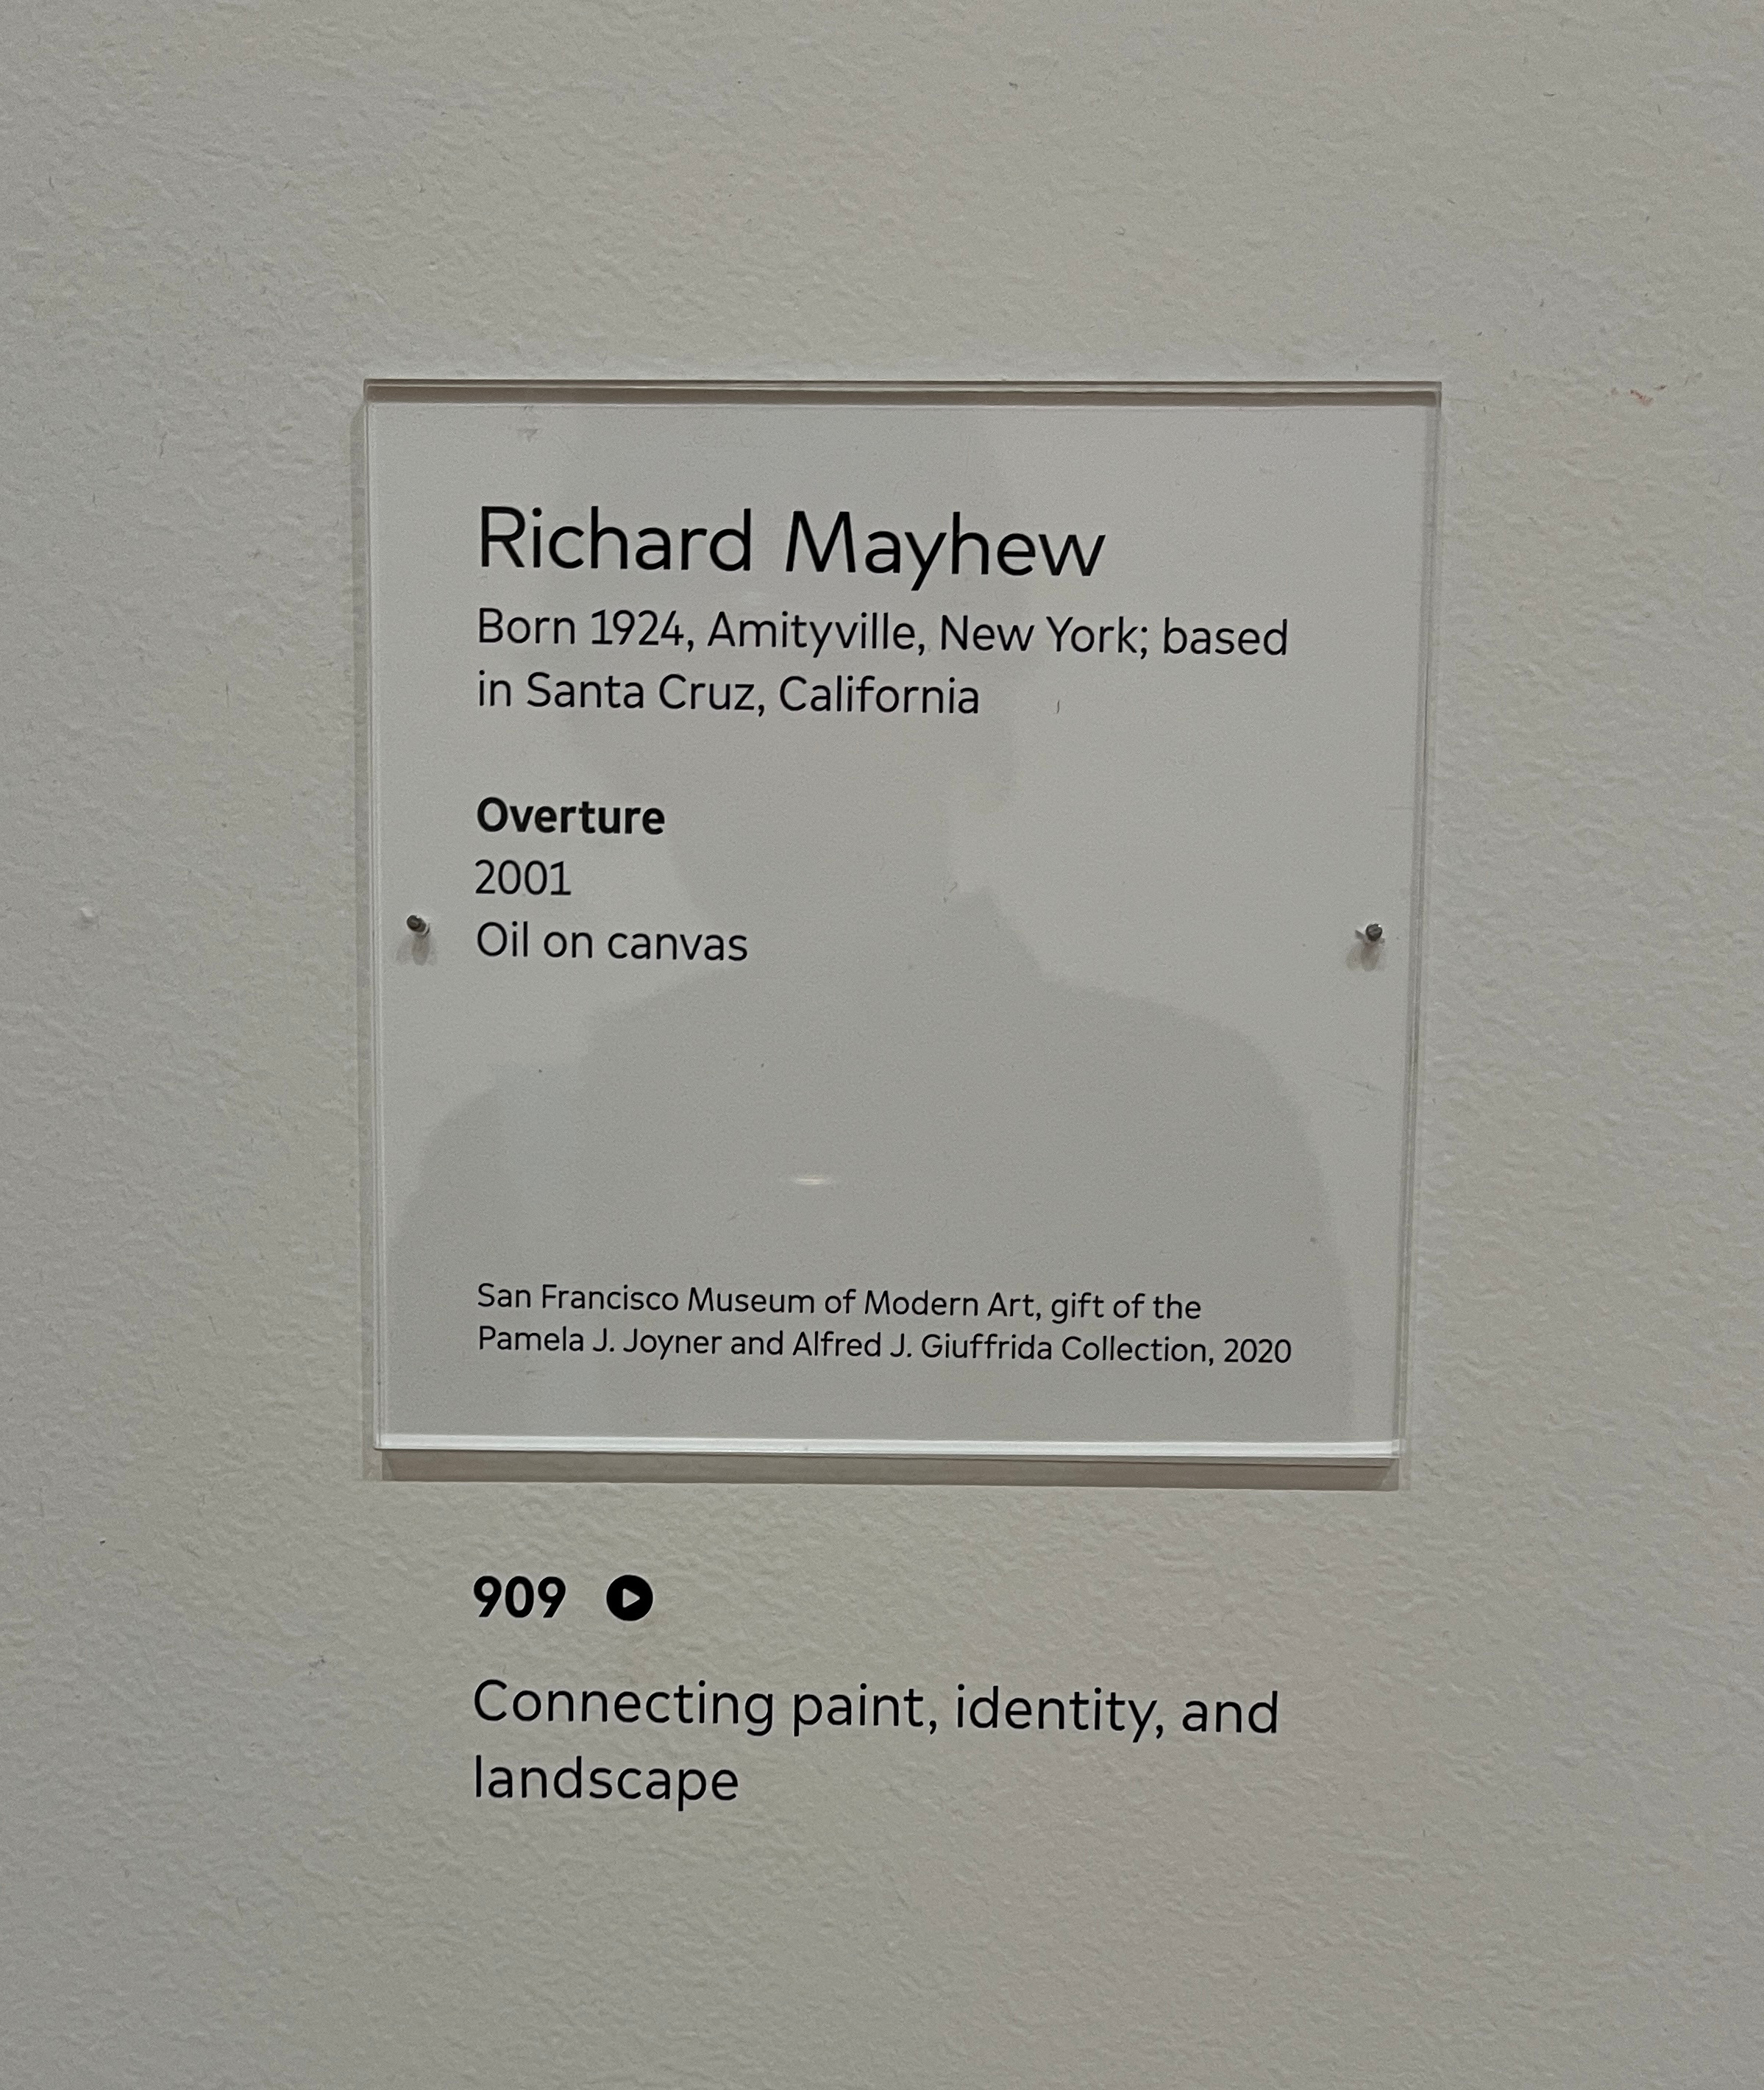 Richard Mayhew
Born 1924, Amityville, New York; based
in Santa Cruz, California
Overture
2001
Oil on canvas
San Francisco Museum of Modern Art, gift of the
Pamela J. Joyner and Alfred J. Giuffrida Collection, 2020
909
Connecting paint, identity, and
landscape